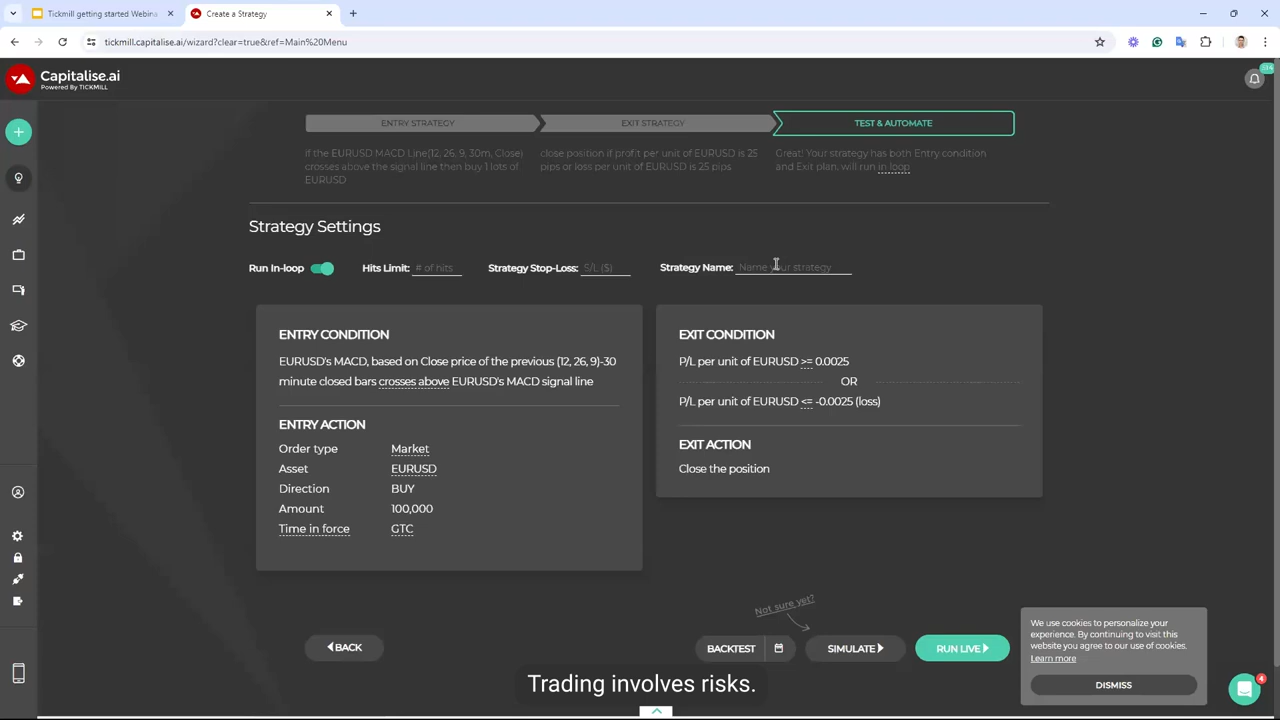 Tickmill getting started Webina
Create a Strategy
tickmill.capitalise.ai/wizard?clear=true&ref=Main%20Menu
Capitalise.ai
Powered By TICKMILL
ENTRY STRATEGY
EXIT STRATEGY
TEST & AUTOMATE
if the EURUSD MACD Line(12, 26, 9, 30m, Close)
crosses above the signal line then buy 1 lots of
EURUSD
close position if profit per unit of EURUSD is 25
pips or loss per unit of EURUSD is 25 pips
Great! Your strategy has both Entry condition
and Exit plan, will run in loop
Strategy Settings
Run In-loop
Hits Limit: # of hits
Strategy Stop-Loss: S/L ($)
Strategy Name: Name your strategy
ENTRY CONDITION
EURUSD's MACD, based on Close price of the previous (12, 26, 9)-30
minute closed bars crosses above EURUSD's MACD signal line
ENTRY ACTION
Order type Market
Asset EURUSD
Direction BUY
Amount 100,000
Time in force GTC
EXIT CONDITION
P/L per unit of EURUSD >= 0.0025
OR
P/L per unit of EURUSD <= -0.0025 (loss)
EXIT ACTION
Close the position
Not sure yet?
BACK
BACKTEST
SIMULATE
RUN LIVE
We use cookies to personalize your
experience. By continuing to visit this
website you agree to our use of cookies.
Learn more
DISMISS
4
Trading involves risks.